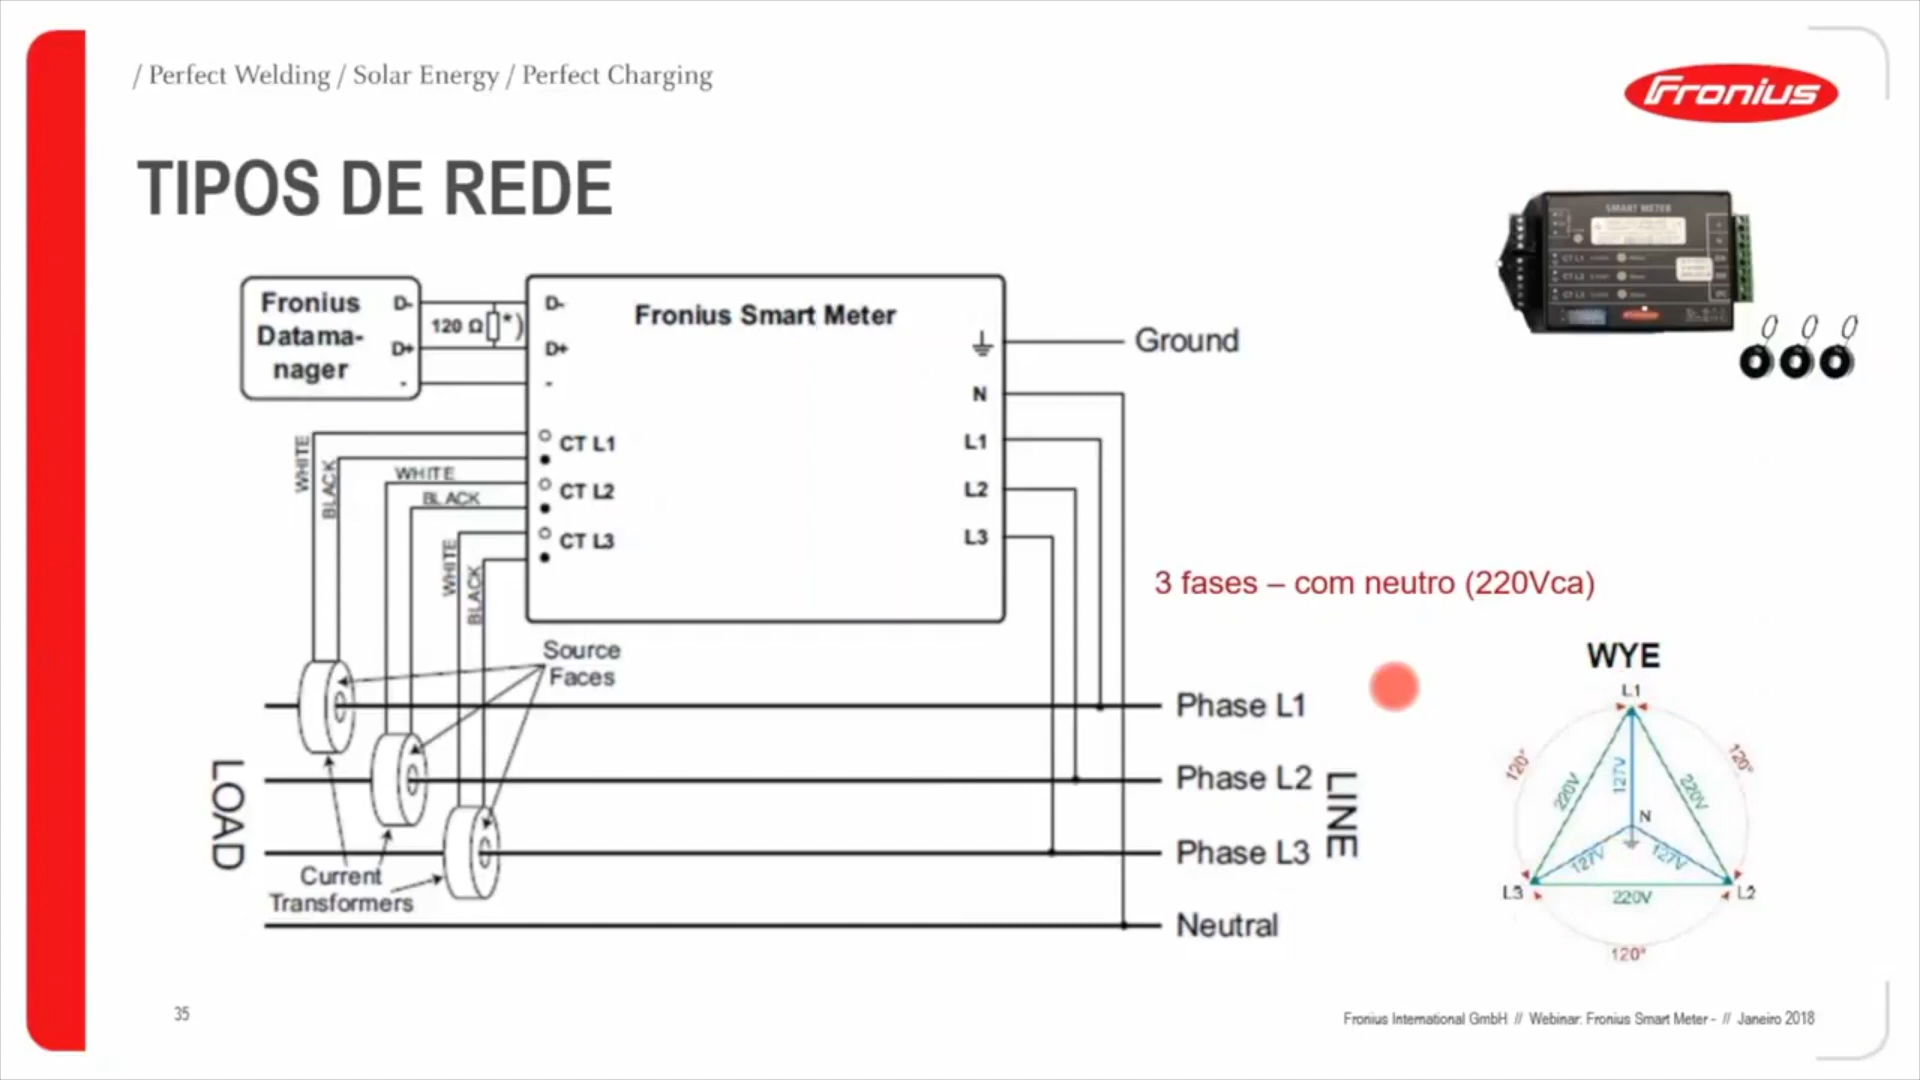 / Perfect Welding / Solar Energy / Perfect Charging
Fronius
TIPOS DE REDE
SMART METER
CT L1
CT L2
CT L3
Fronius
Datama-
nager
D-
D+
-
120 Ω *)
D-
D+
-
Fronius Smart Meter
Ground
N
L1
L2
L3
CT L1
CT L2
CT L3
WHITE
BLACK
WHITE
BLACK
WHITE
BLACK
3 fases – com neutro (220Vca)
Source
Faces
LOAD
Current
Transformers
Phase L1
Phase L2
Phase L3
Neutral
LINE
WYE
L1
120°
120°
220V
127V
220V
N
127V
127V
L3
220V
L2
120°
35
Fronius International GmbH // Webinar: Fronius Smart Meter - // Janeiro 2018